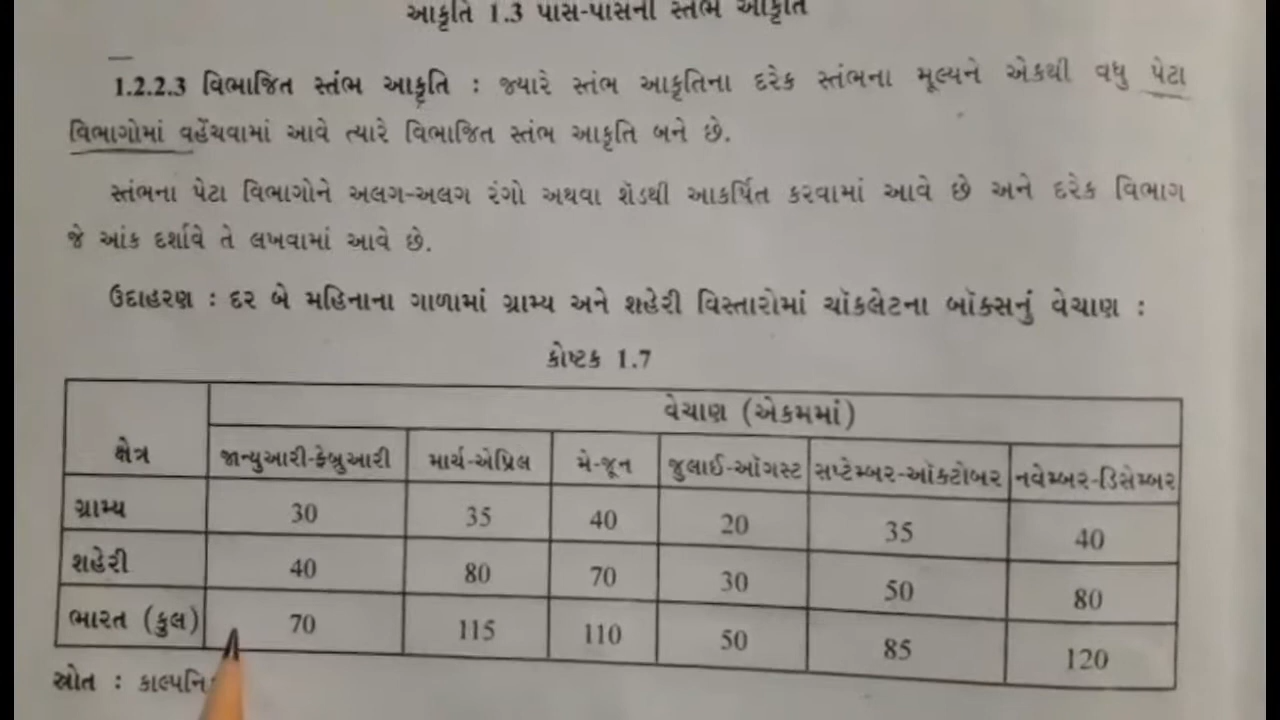 આકૃતિ 1.3 પાસ-પાસની સ્તંભ આકૃતિ
1.2.2.3 વિભાજિત સ્તંભ આકૃતિ : જ્યારે સ્તંભ આકૃતિના દરેક સ્તંભના મૂલ્યને એકથી વધુ પેટા
વિભાગોમાં વહેંચવામાં આવે ત્યારે વિભાજિત સ્તંભ આકૃતિ બને છે.
સ્તંભના પેટા વિભાગોને અલગ-અલગ રંગો અથવા શેડથી આકર્ષિત કરવામાં આવે છે અને દરેક વિભાગ
જે આંક દર્શાવે તે લખવામાં આવે છે.
ઉદાહરણ : દર બે મહિનાના ગાળામાં ગ્રામ્ય અને શહેરી વિસ્તારોમાં ચૉકલેટના બૉક્સનું વેચાણ :
કોષ્ટક 1.7
વેચાણ (એકમમાં)
ક્ષેત્ર જાન્યુઆરી-ફેબ્રુઆરી માર્ચ-એપ્રિલ મે-જૂન જુલાઈ-ઑગસ્ટ સપ્ટેમ્બર-ઑક્ટોબર નવેમ્બર-ડિસેમ્બર
ગ્રામ્ય 30 35 40 20 35 40
શહેરી 40 80 70 30 50 80
ભારત (કુલ) 70 115 110 50 85 120
સ્રોત :